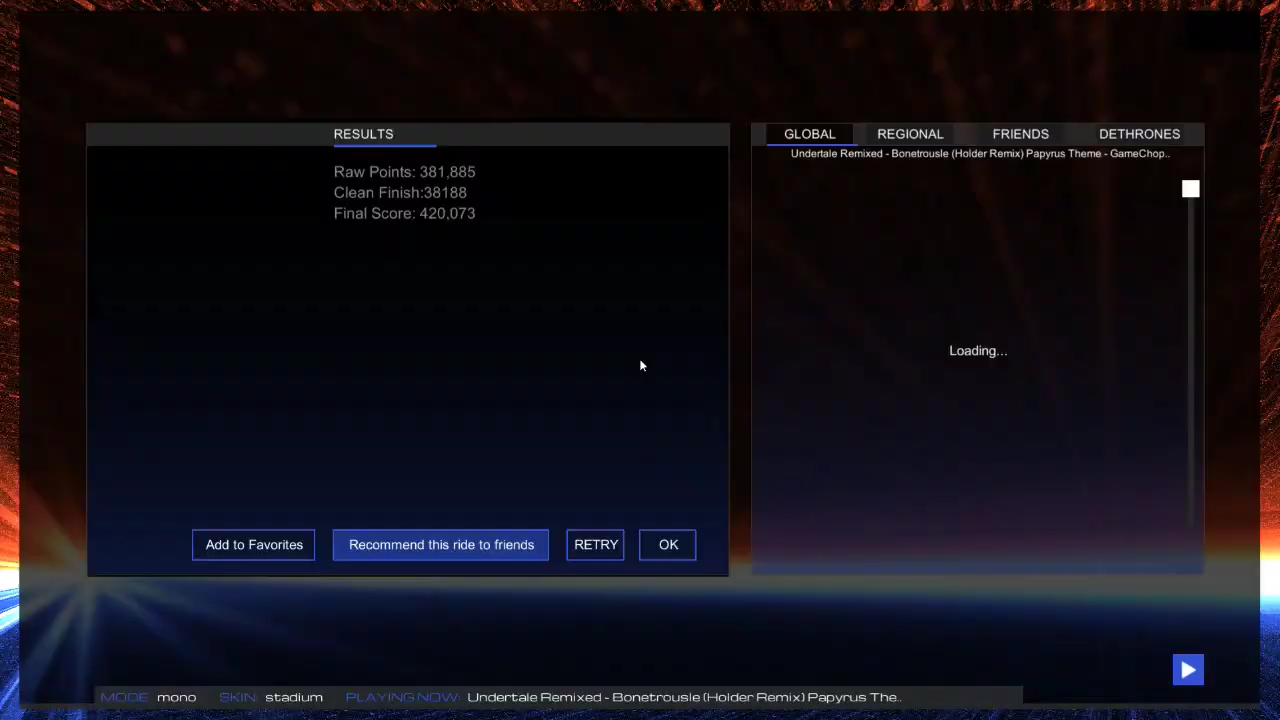 RESULTS
Raw Points: 381,885
Clean Finish:38188
Final Score: 420,073
Add to Favorites
Recommend this ride to friends
RETRY
OK
GLOBAL
REGIONAL
FRIENDS
DETHRONES
Undertale Remixed - Bonetrousle (Holder Remix) Papyrus Theme - GameChop..
Loading...
MODE: mono SKIN: stadium PLAYING NOW: Undertale Remixed - Bonetrousle (Holder Remix) Papyrus The..